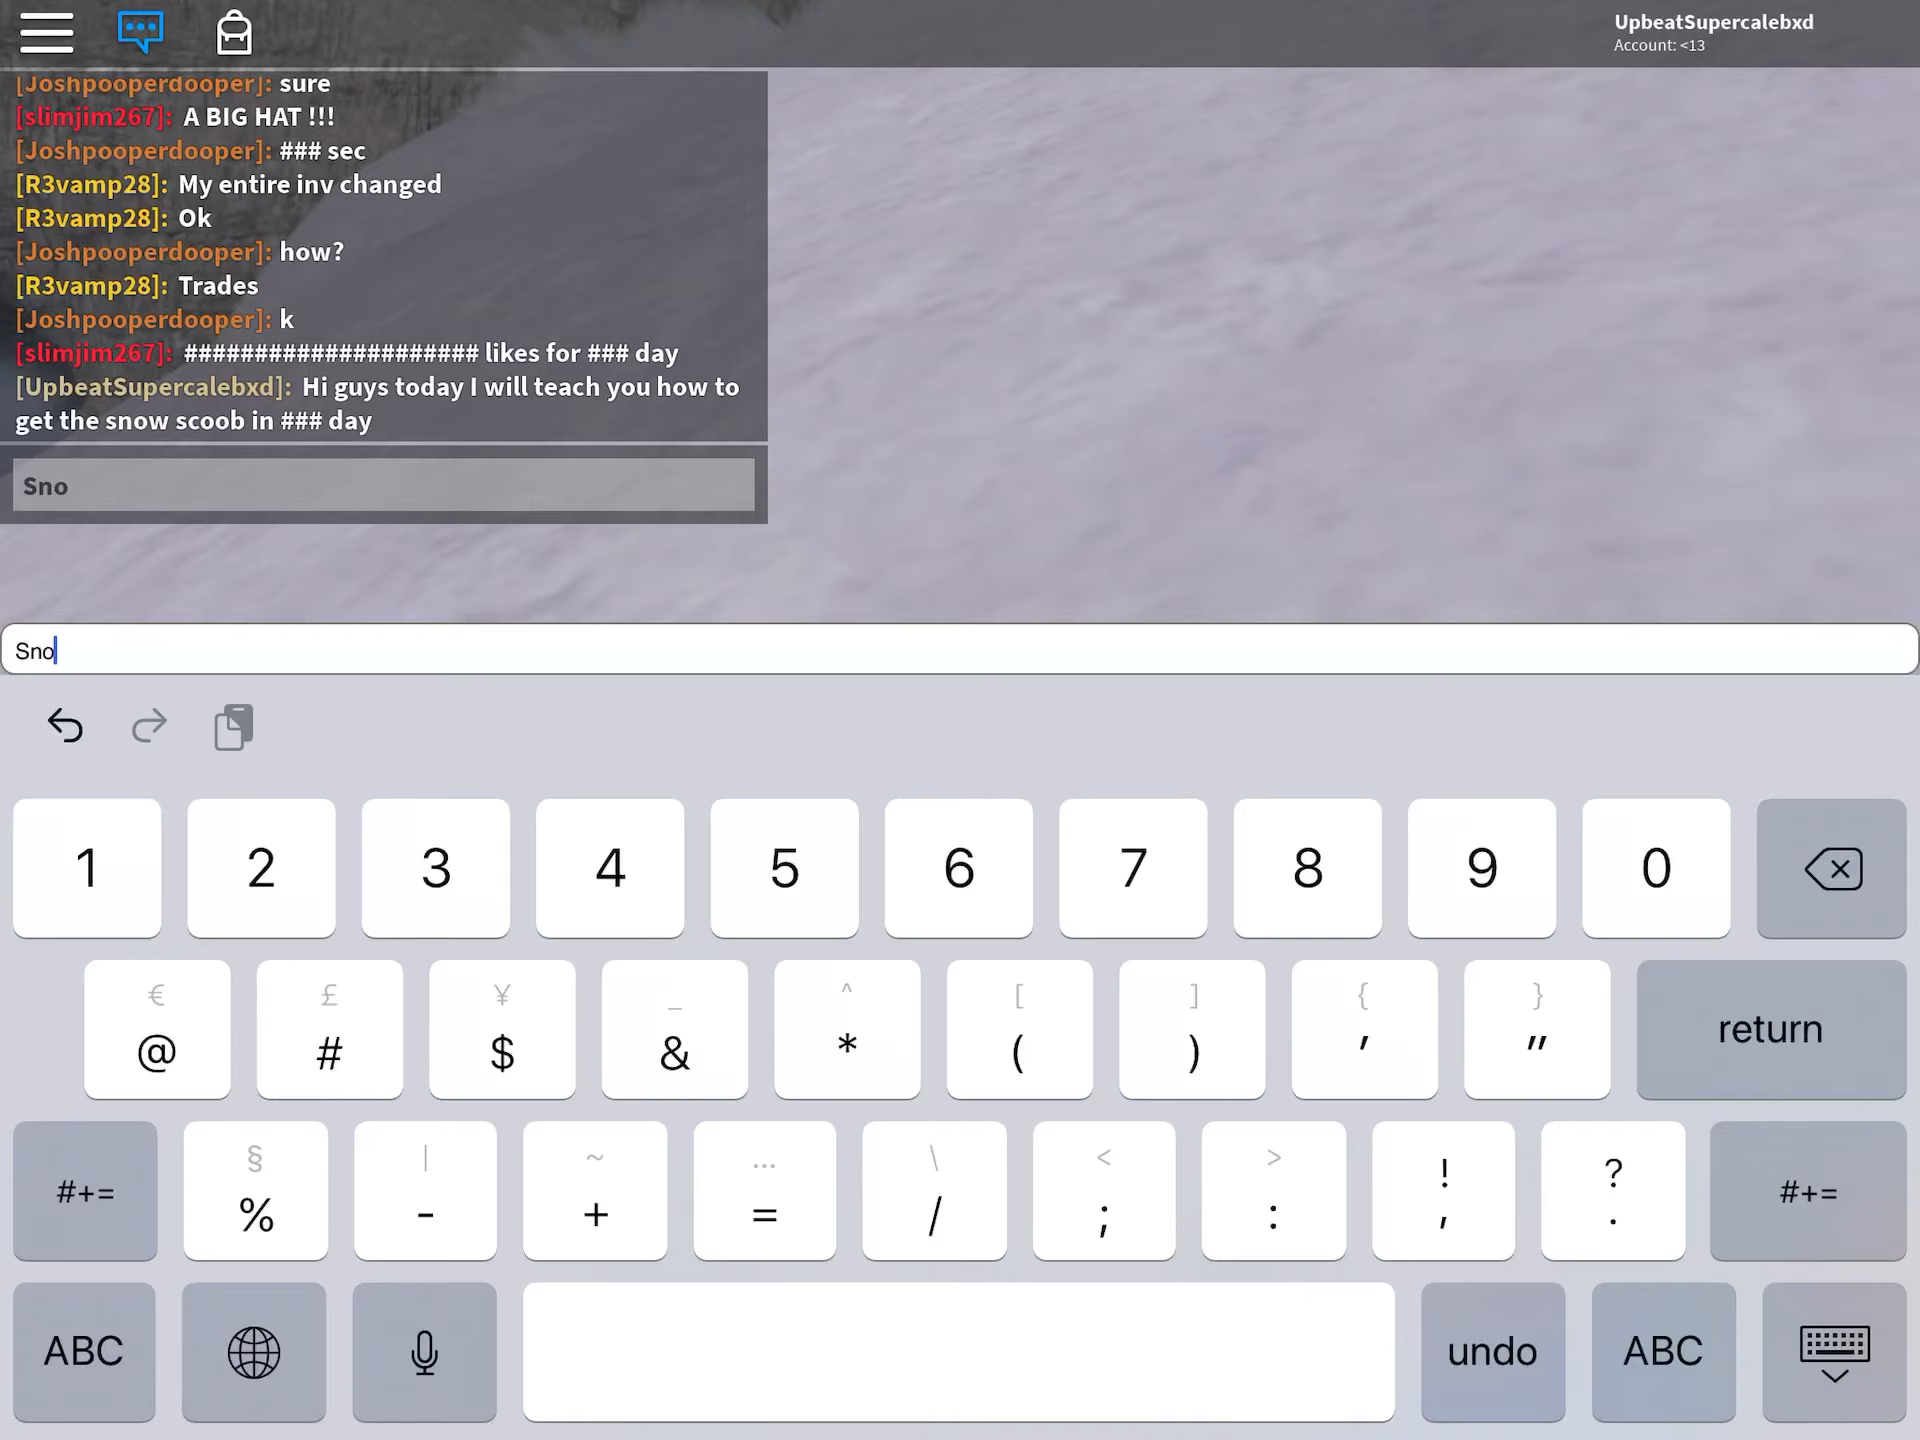 UpbeatSupercalebxd
Account: <13
[Joshpooperdooper]: sure
[slimjim267]: A BIG HAT !!!
[Joshpooperdooper]: ### sec
[R3vamp28]: My entire inv changed
[R3vamp28]: Ok
[Joshpooperdooper]: how?
[R3vamp28]: Trades
[Joshpooperdooper]: k
[slimjim267]: ##################### likes for ### day
[UpbeatSupercalebxd]: Hi guys today I will teach you how to
get the snow scoob in ### day
Sno
Sno
1 2 3 4 5 6 7 8 9 0
€ £ ¥ _ ^ [ ] { }
@ # $ & * ( ) ' " return
§ | ~ … \ < > ! ?
#+= % - + = / ; : , . #+=
ABC undo ABC